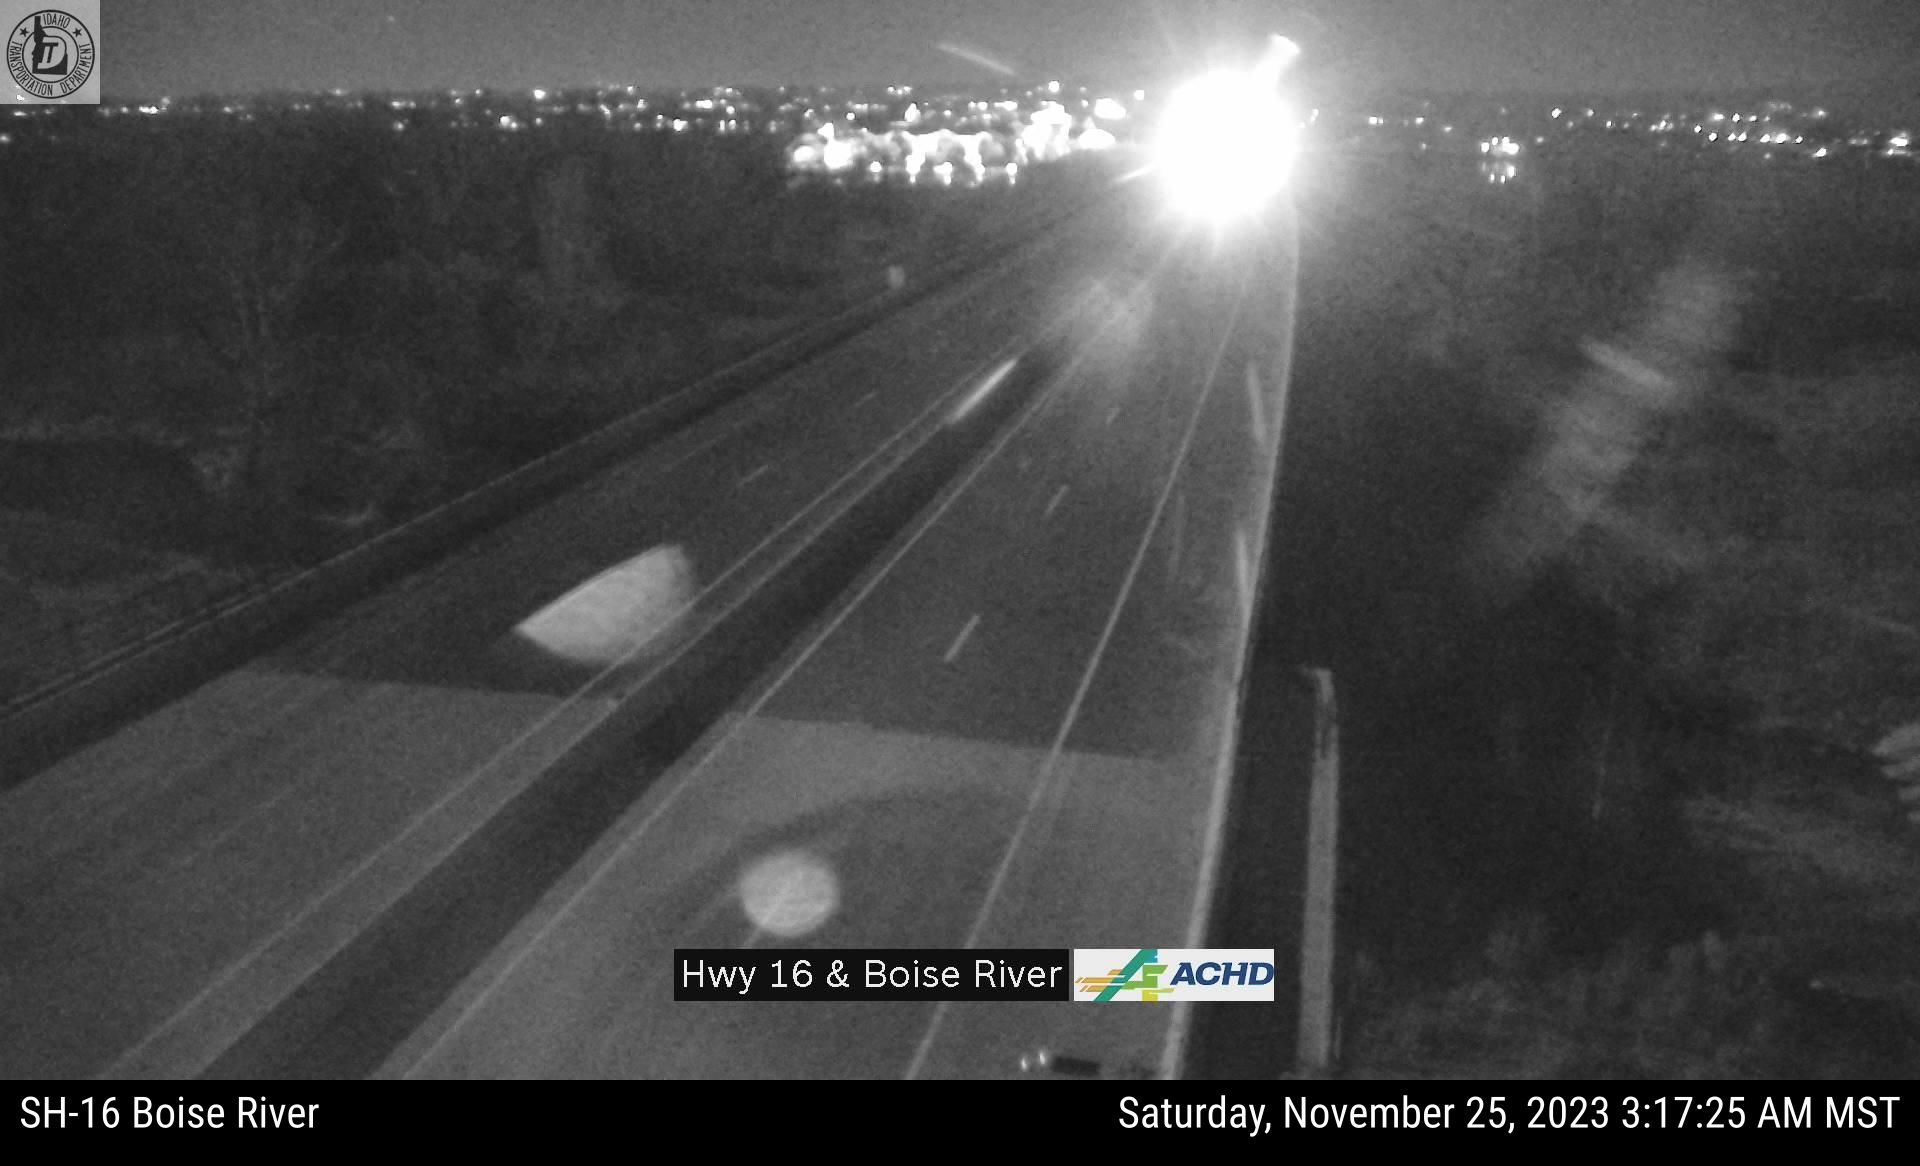 IDAHO
TRANSPORTATION DEPARTMENT
Hwy 16 & Boise River
ACHD
SH-16 Boise River
Saturday, November 25, 2023 3:17:25 AM MST